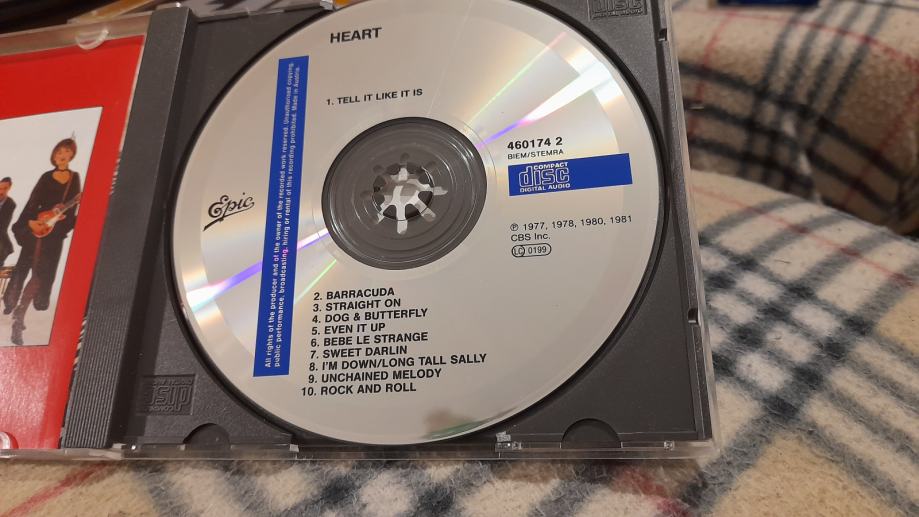 HEART
1. TELL IT LIKE IT IS
All rights of the producer and of the owner of the recorded work reserved. Unauthorised copying,
public performance, broadcasting, hiring or rental of this recording prohibited. Made in Austria.
Epic
460174 2
BIEM/STEMRA
COMPACT
disc
DIGITAL AUDIO
℗ 1977, 1978, 1980, 1981
CBS Inc.
LC 0199
2. BARRACUDA
3. STRAIGHT ON
4. DOG & BUTTERFLY
5. EVEN IT UP
6. BEBE LE STRANGE
7. SWEET DARLIN
8. I'M DOWN/LONG TALL SALLY
9. UNCHAINED MELODY
10. ROCK AND ROLL
disc
disc